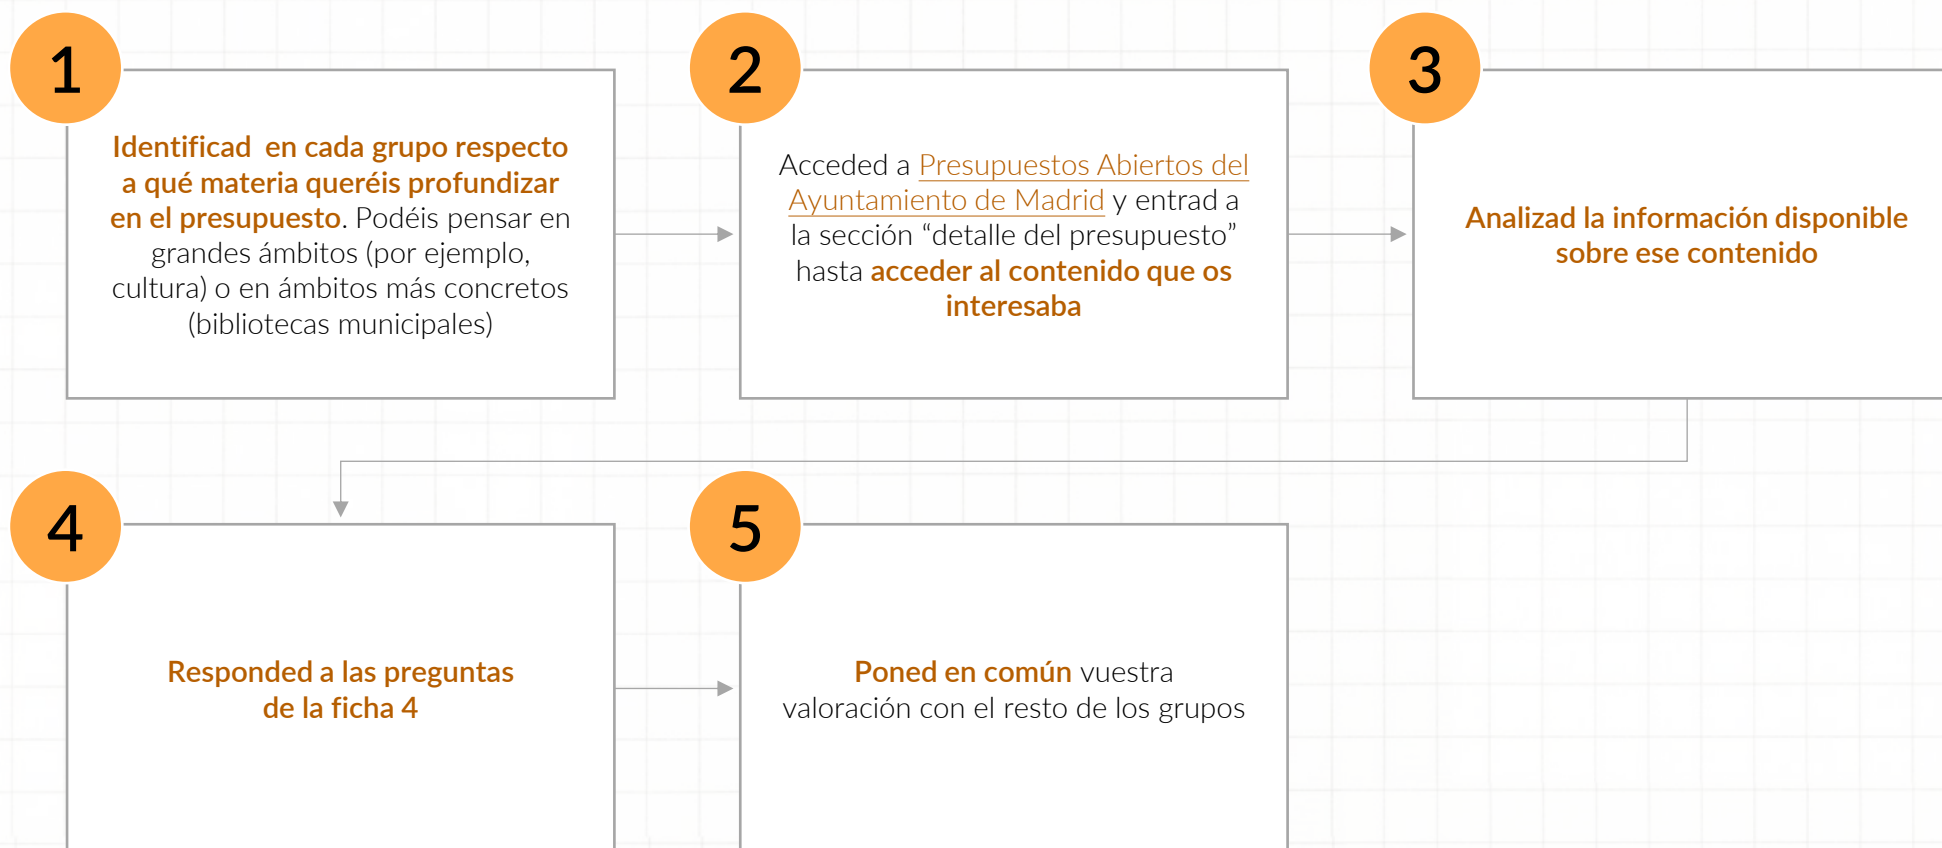 1
Identificad en cada grupo respecto
a qué materia queréis profundizar
en el presupuesto. Podéis pensar en
grandes ámbitos (por ejemplo,
cultura) o en ámbitos más concretos
(bibliotecas municipales)
2
Acceded a Presupuestos Abiertos del
Ayuntamiento de Madrid y entrad a
la sección “detalle del presupuesto”
hasta acceder al contenido que os
interesaba
3
Analizad la información disponible
sobre ese contenido
4
Responded a las preguntas
de la ficha 4
5
Poned en común vuestra
valoración con el resto de los grupos